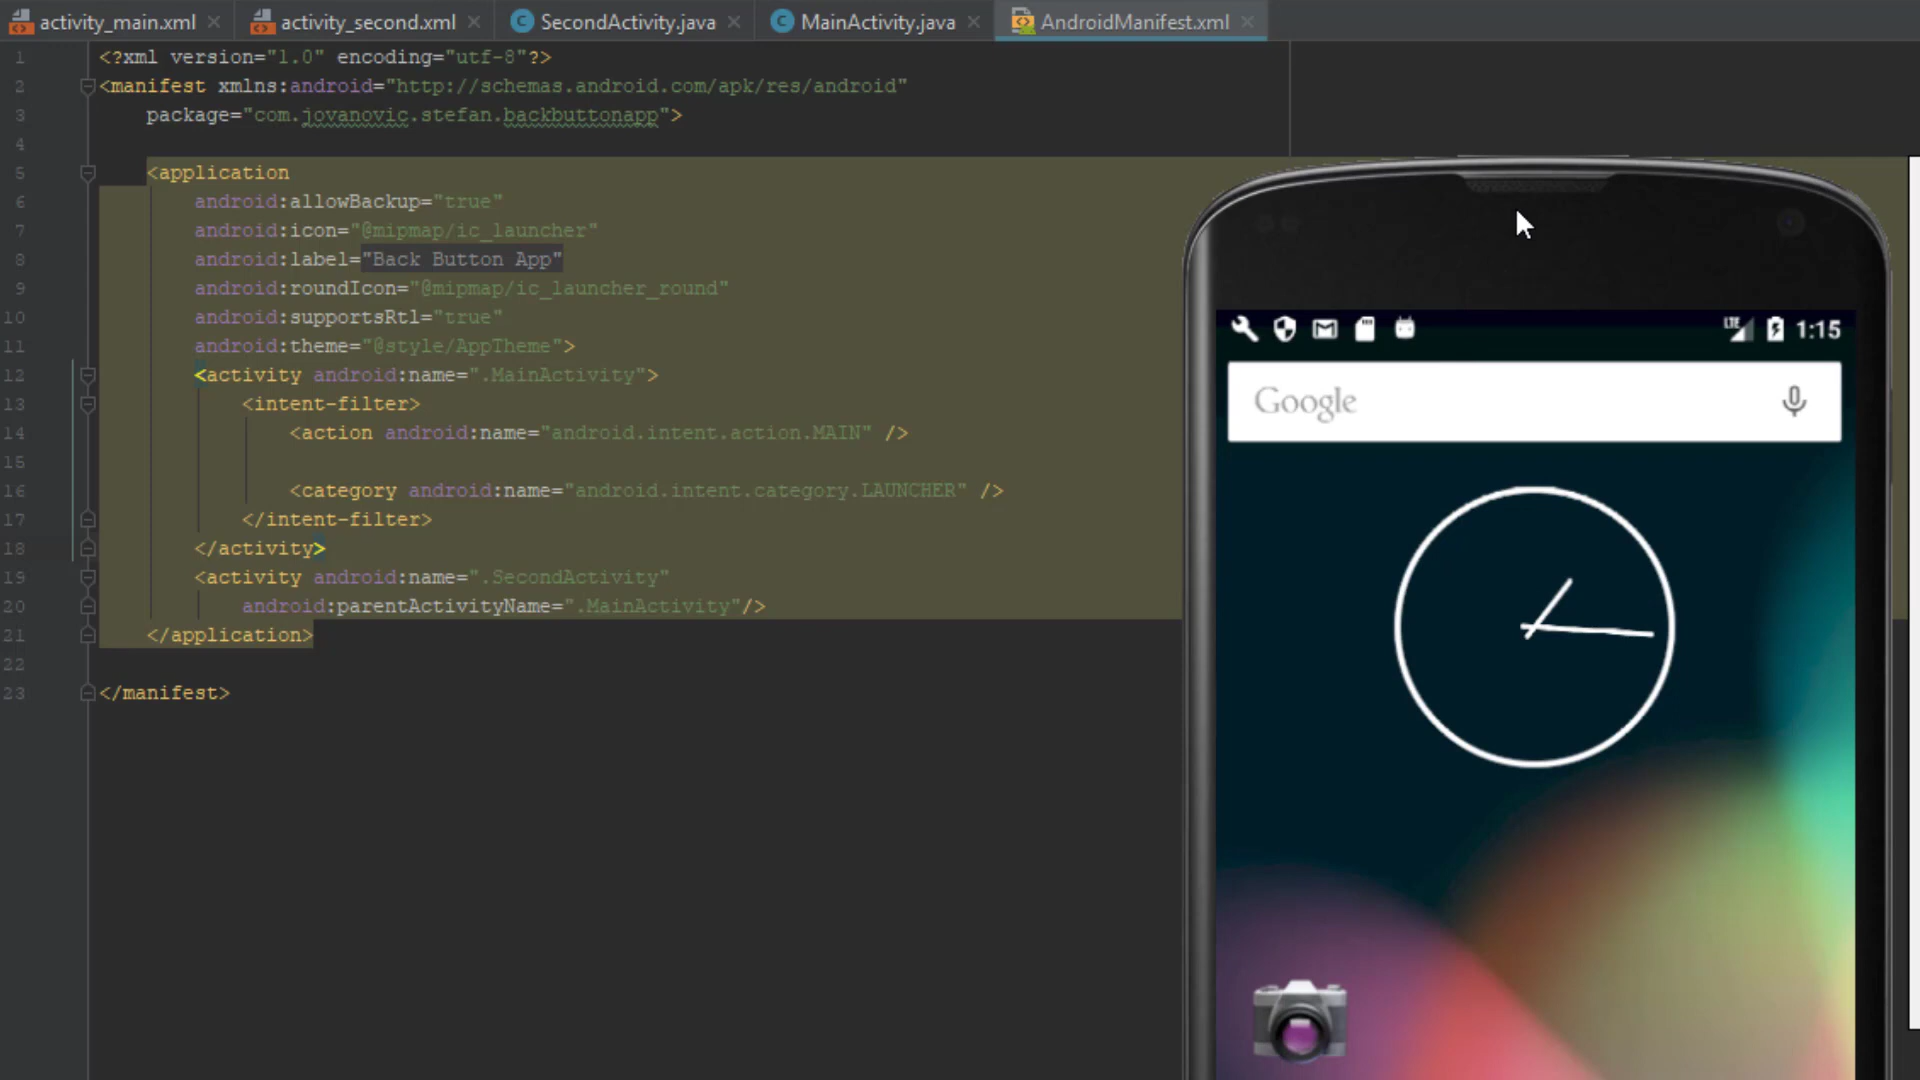 activity_main.xml activity_second.xml SecondActivity.java MainActivity.java AndroidManifest.xml
1 <?xml version="1.0" encoding="utf-8"?>
2 <manifest xmlns:android="http://schemas.android.com/apk/res/android"
3 package="com.jovanovic.stefan.backbuttonapp">
4
5 <application
6 android:allowBackup="true"
7 android:icon="@mipmap/ic_launcher"
8 android:label="Back Button App"
9 android:roundIcon="@mipmap/ic_launcher_round"
10 android:supportsRtl="true"
11 android:theme="@style/AppTheme">
12 <activity android:name=".MainActivity">
13 <intent-filter>
14 <action android:name="android.intent.action.MAIN" />
15
16 <category android:name="android.intent.category.LAUNCHER" />
17 </intent-filter>
18 </activity>
19 <activity android:name=".SecondActivity"
20 android:parentActivityName=".MainActivity"/>
21 </application>
22
23 </manifest>
LTE 1:15
Google